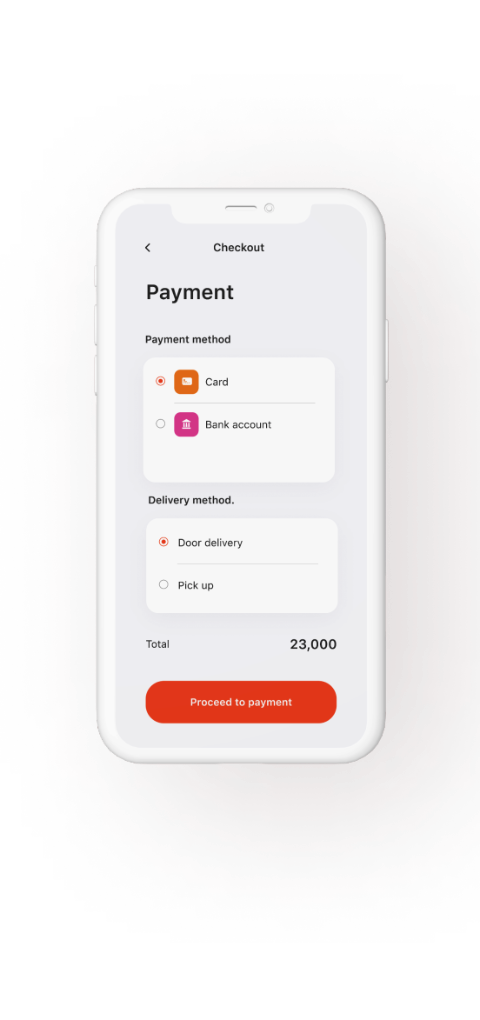 Checkout
Payment
Payment method
Card
Bank account
Delivery method.
Door delivery
Pick up
Total 23,000
Proceed to payment